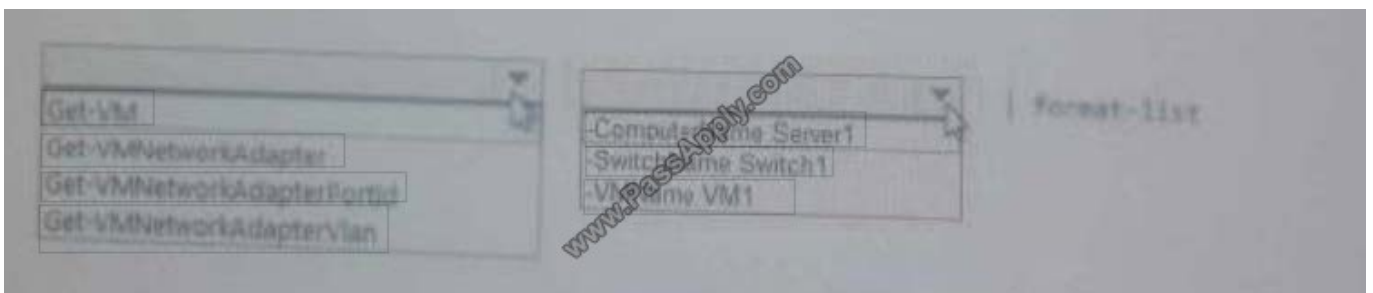 Get-VM
Get-VMNetworkAdapter
Get-VMNetworkAdapterPortId
Get-VMNetworkAdapterVlan
-ComputerName Server1
-SwitchName Switch1
-VMName VM1
| format-list
www.PassApply.com